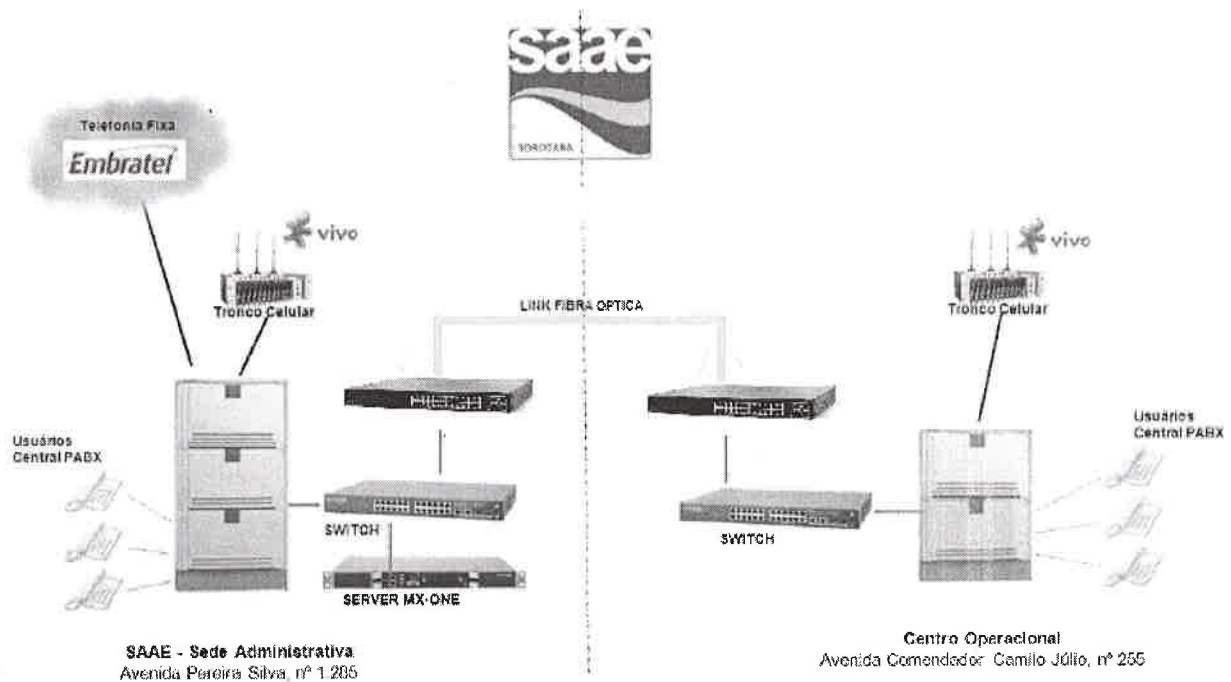 saae
SOROCABA
Telefonia Fixa
Embratel
vivo
Tronco Celular
vivo
Tronco Celular
LINK FIBRA OPTICA
Usuários
Central PABX
Usuários
Central PABX
SWITCH
SWITCH
SERVER MX-ONE
SAAE - Sede Administrativa
Avenida Pereira Silva, nº 1.285
Centro Operacional
Avenida Comendador Camilo Júlio, nº 255